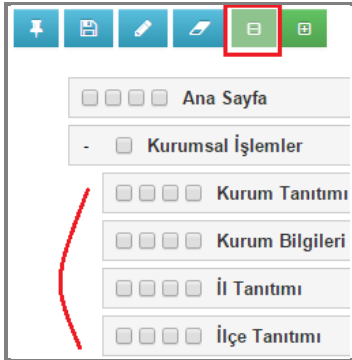 Ana Sayfa
- Kurumsal İşlemler
Kurum Tanıtımı
Kurum Bilgileri
İl Tanıtımı
İlçe Tanıtımı